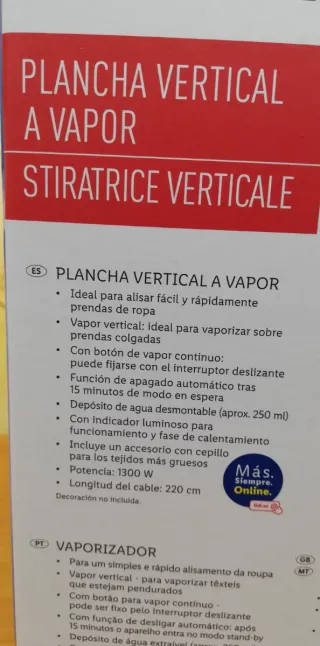 PLANCHA VERTICAL
A VAPOR
STIRATRICE VERTICALE
ES PLANCHA VERTICAL A VAPOR
• Ideal para alisar fácil y rápidamente
prendas de ropa
• Vapor vertical: ideal para vaporizar sobre
prendas colgadas
• Con botón de vapor continuo:
puede fijarse con el interruptor deslizante
• Función de apagado automático tras
15 minutos de modo en espera
• Depósito de agua desmontable (aprox. 250 ml)
• Con indicador luminoso para
funcionamiento y fase de calentamiento
• Incluye un accesorio con cepillo
para los tejidos más gruesos
• Potencia: 1300 W
• Longitud del cable: 220 cm
Decoración no incluida.
Más.
Siempre.
Online.
PT VAPORIZADOR
• Para um simples e rápido alisamento da roupa
• Vapor vertical - para vaporizar têxteis
que estejam pendurados
• Com botão para vapor contínuo -
pode ser fixo pelo interruptor deslizante
• Com função de desligar automático: após
15 minutos o aparelho entra no modo stand-by
• Depósito de água extraível (aprox.
GB
MT